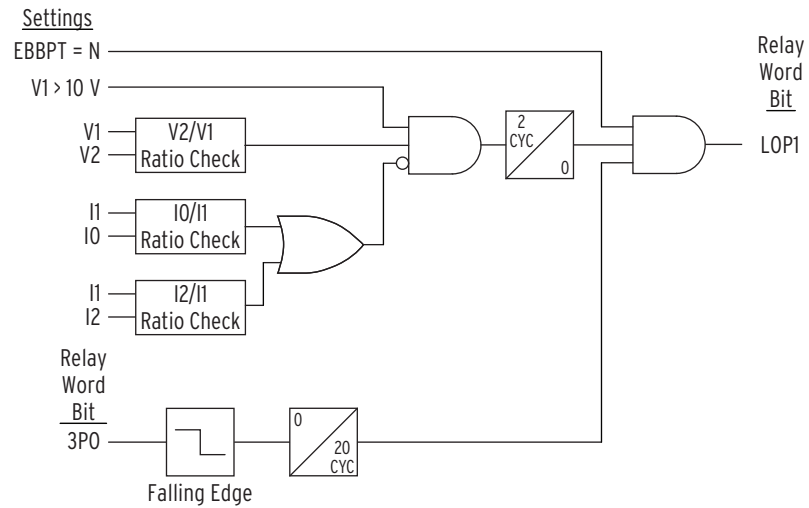 Settings
EBBPT = N
V1 > 10 V
V1
V2
V2/V1
Ratio Check
I1
I0
I0/I1
Ratio Check
I1
I2
I2/I1
Ratio Check
2
CYC
0
Relay
Word
Bit
LOP1
Relay
Word
Bit
3PO
Falling Edge
0
20
CYC